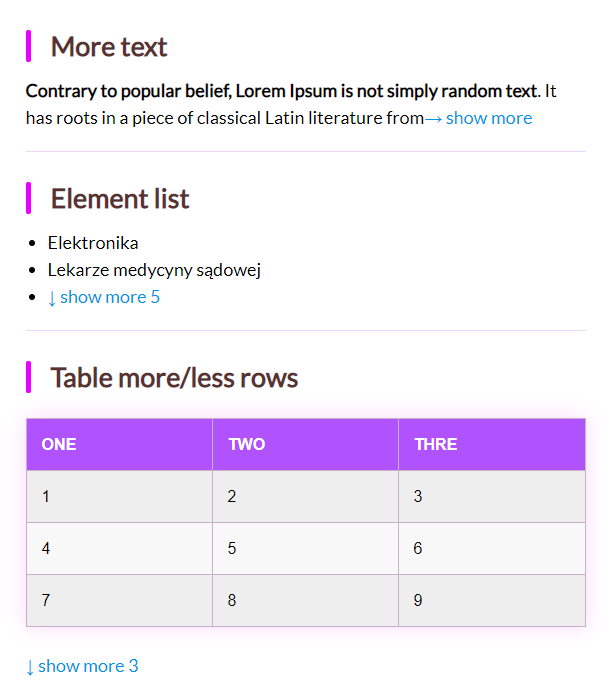 More text
Contrary to popular belief, Lorem Ipsum is not simply random text. It
has roots in a piece of classical Latin literature from→ show more
Element list
• Elektronika
• Lekarze medycyny sądowej
• ↓ show more 5
Table more/less rows
ONE TWO THRE
1 2 3
4 5 6
7 8 9
↓ show more 3